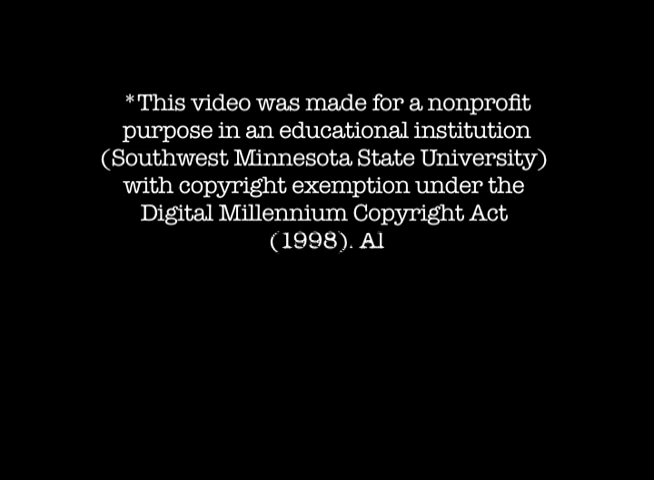 *This video was made for a nonprofit
purpose in an educational institution
(Southwest Minnesota State University)
with copyright exemption under the
Digital Millennium Copyright Act
(1998). Al